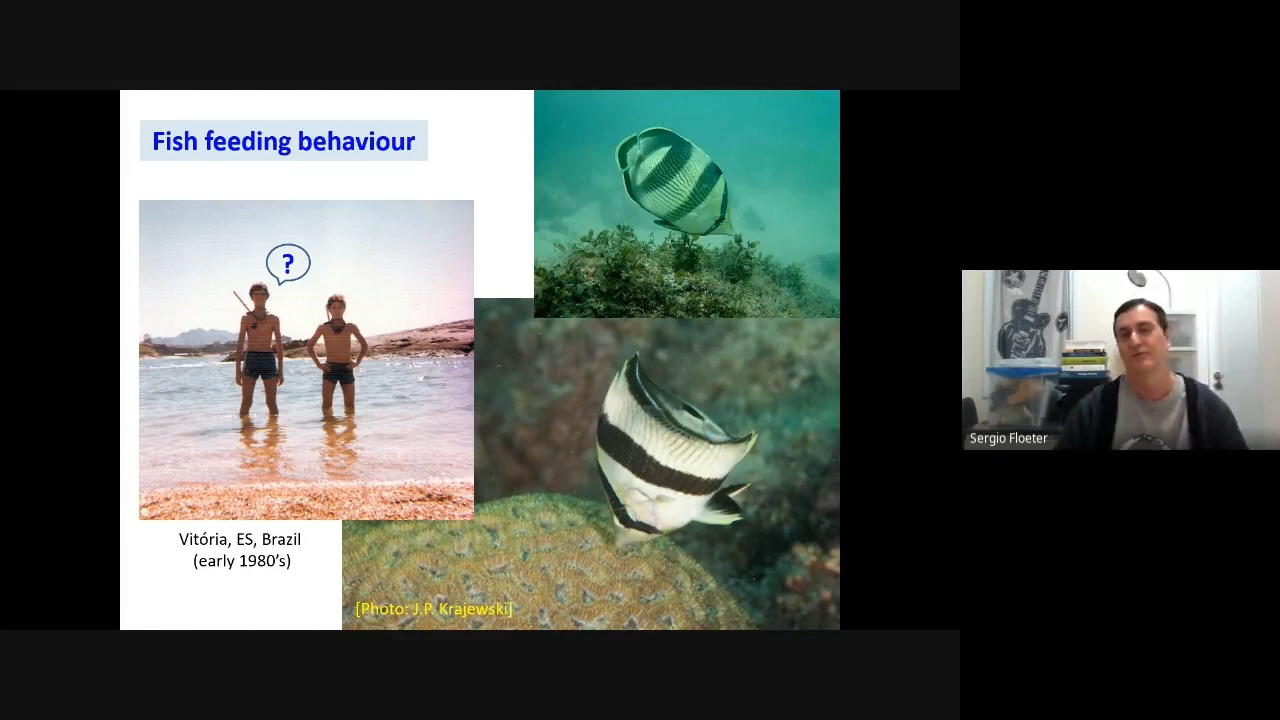 Fish feeding behaviour
?
Vitória, ES, Brazil
(early 1980's)
[Photo: J.P. Krajewski]
Sergio Floeter